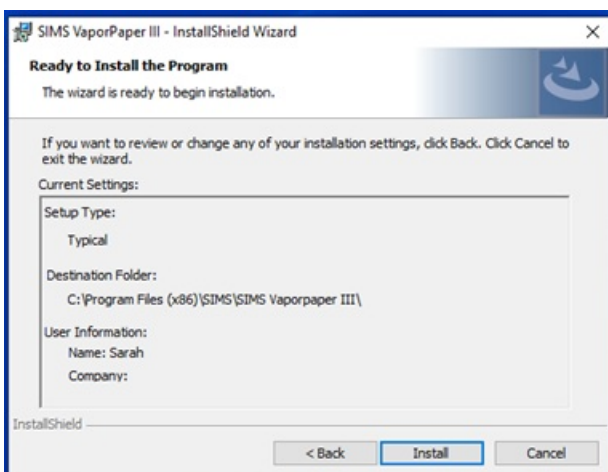 SIMS VaporPaper III - InstallShield Wizard
Ready to Install the Program
The wizard is ready to begin installation.
If you want to review or change any of your installation settings, click Back. Click Cancel to
exit the wizard.
Current Settings:
Setup Type:
Typical
Destination Folder:
C:\Program Files (x86)\SIMS\SIMS Vaporpaper III\
User Information:
Name: Sarah
Company:
InstallShield
< Back Install Cancel